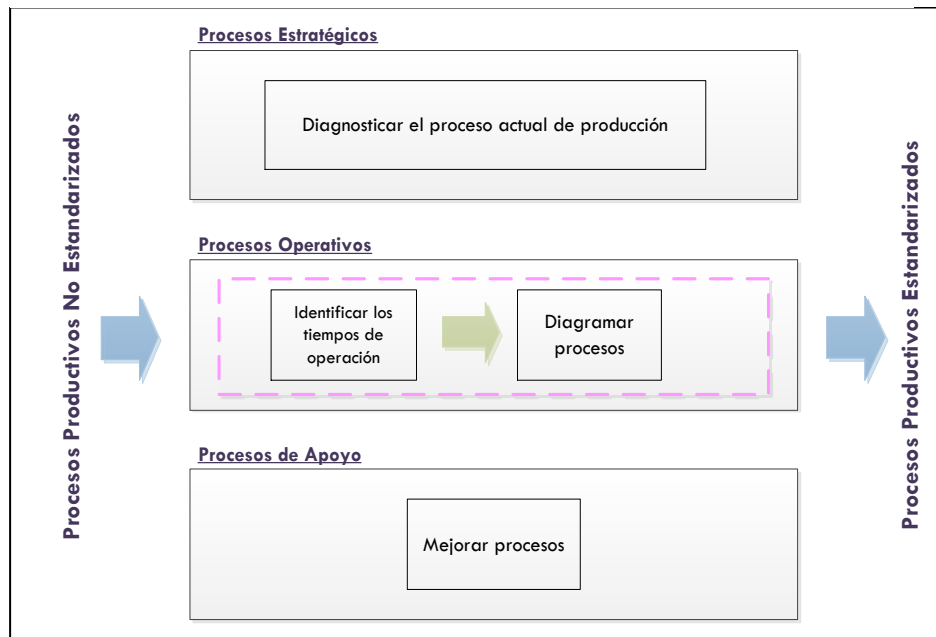 Procesos Productivos No Estandarizados
Procesos Estratégicos
Diagnosticar el proceso actual de producción
Procesos Operativos
Identificar los
tiempos de
operación
Diagramar
procesos
Procesos de Apoyo
Mejorar procesos
Procesos Productivos Estandarizados